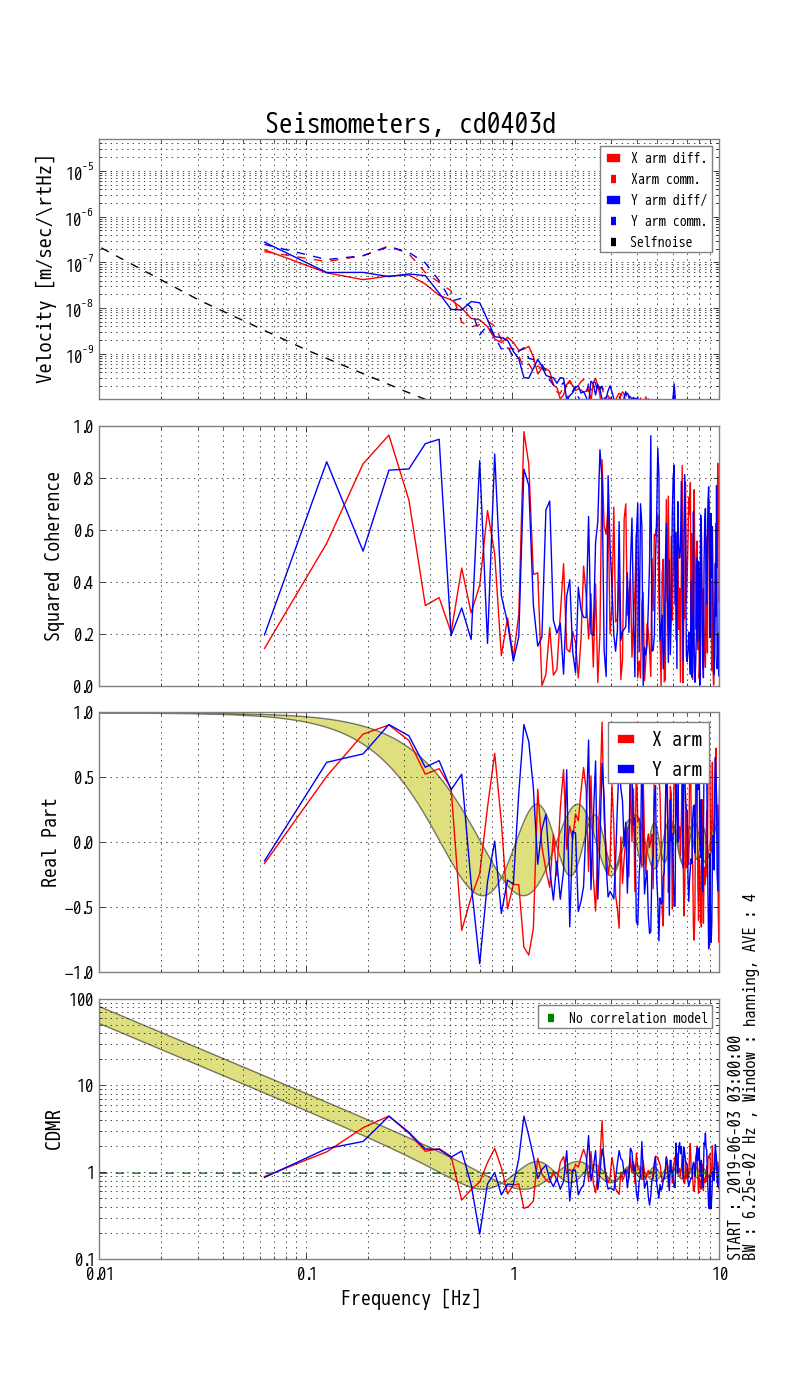 Seismometers, cd0403d
Velocity [m/sec/\rtHz]
10^-5
10^-6
10^-7
10^-8
10^-9
X arm diff.
Xarm comm.
Y arm diff/
Y arm comm.
Selfnoise
Squared Coherence
1.0
0.8
0.6
0.4
0.2
0.0
Real Part
1.0
0.5
0.0
−0.5
−1.0
X arm
Y arm
CDMR
100
10
1
0.1
No correlation model
0.01
0.1
1
10
Frequency [Hz]
START : 2019-06-03 03:00:00
BW : 6.25e-02 Hz , Window : hanning, AVE : 4